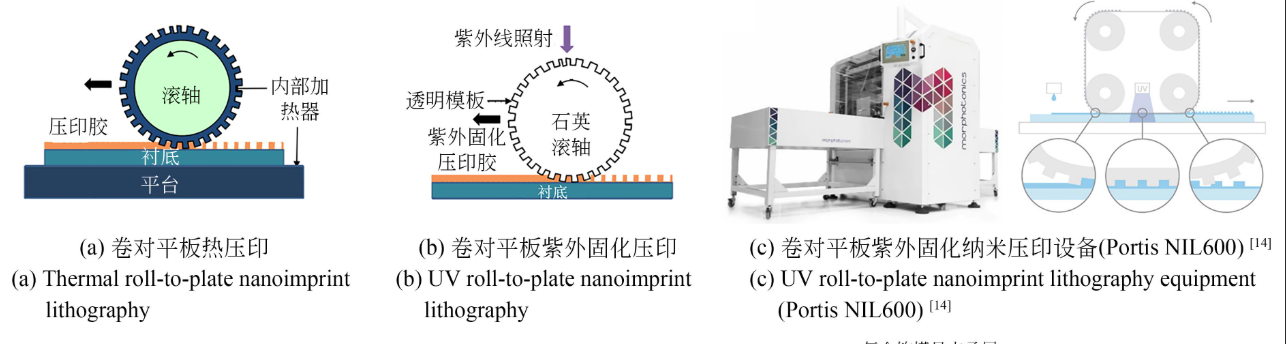 滚轴
内部加
热器
压印胶
衬底
平台
(a) 卷对平板热压印
(a) Thermal roll-to-plate nanoimprint
lithography
紫外线照射
透明模板
紫外固化
压印胶
石英
滚轴
衬底
(b) 卷对平板紫外固化压印
(b) UV roll-to-plate nanoimprint
lithography
morphotonics
morphotonics
UV
(c) 卷对平板紫外固化纳米压印设备(Portis NIL600) [14]
(c) UV roll-to-plate nanoimprint lithography equipment
(Portis NIL600) [14]